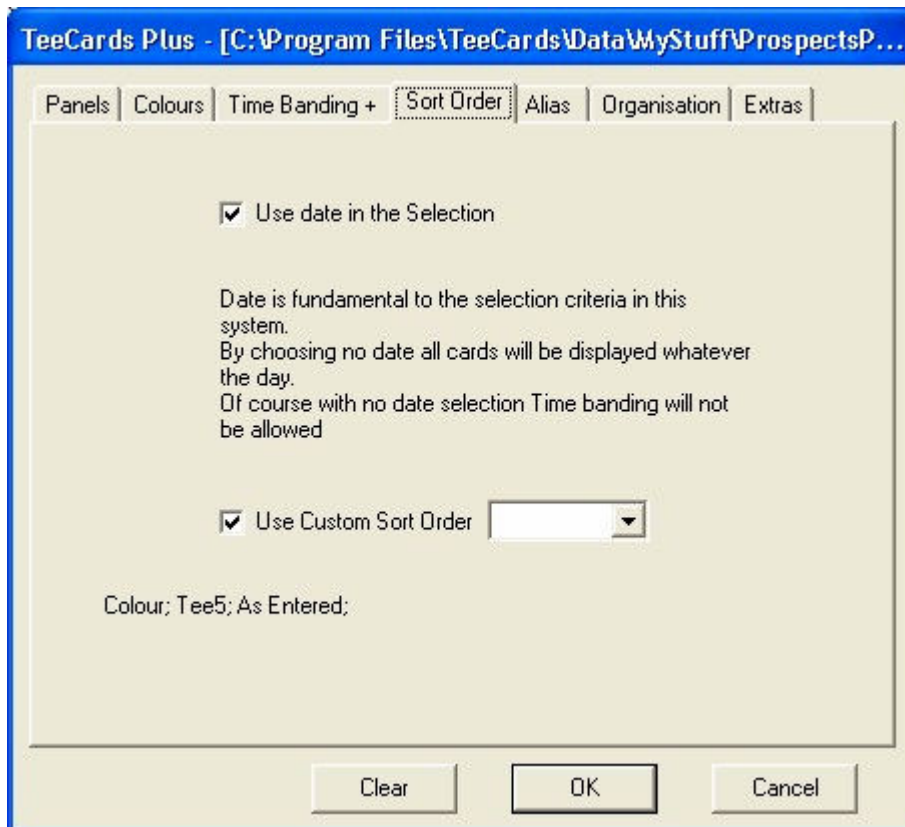 TeeCards Plus - [C:\Program Files\TeeCards\Data\MyStuff\ProspectsP...
Panels Colours Time Banding + Sort Order Alias Organisation Extras
Use date in the Selection
Date is fundamental to the selection criteria in this
system.
By choosing no date all cards will be displayed whatever
the day.
Of course with no date selection Time banding will not
be allowed
Use Custom Sort Order
Colour; Tee5; As Entered;
Clear OK Cancel